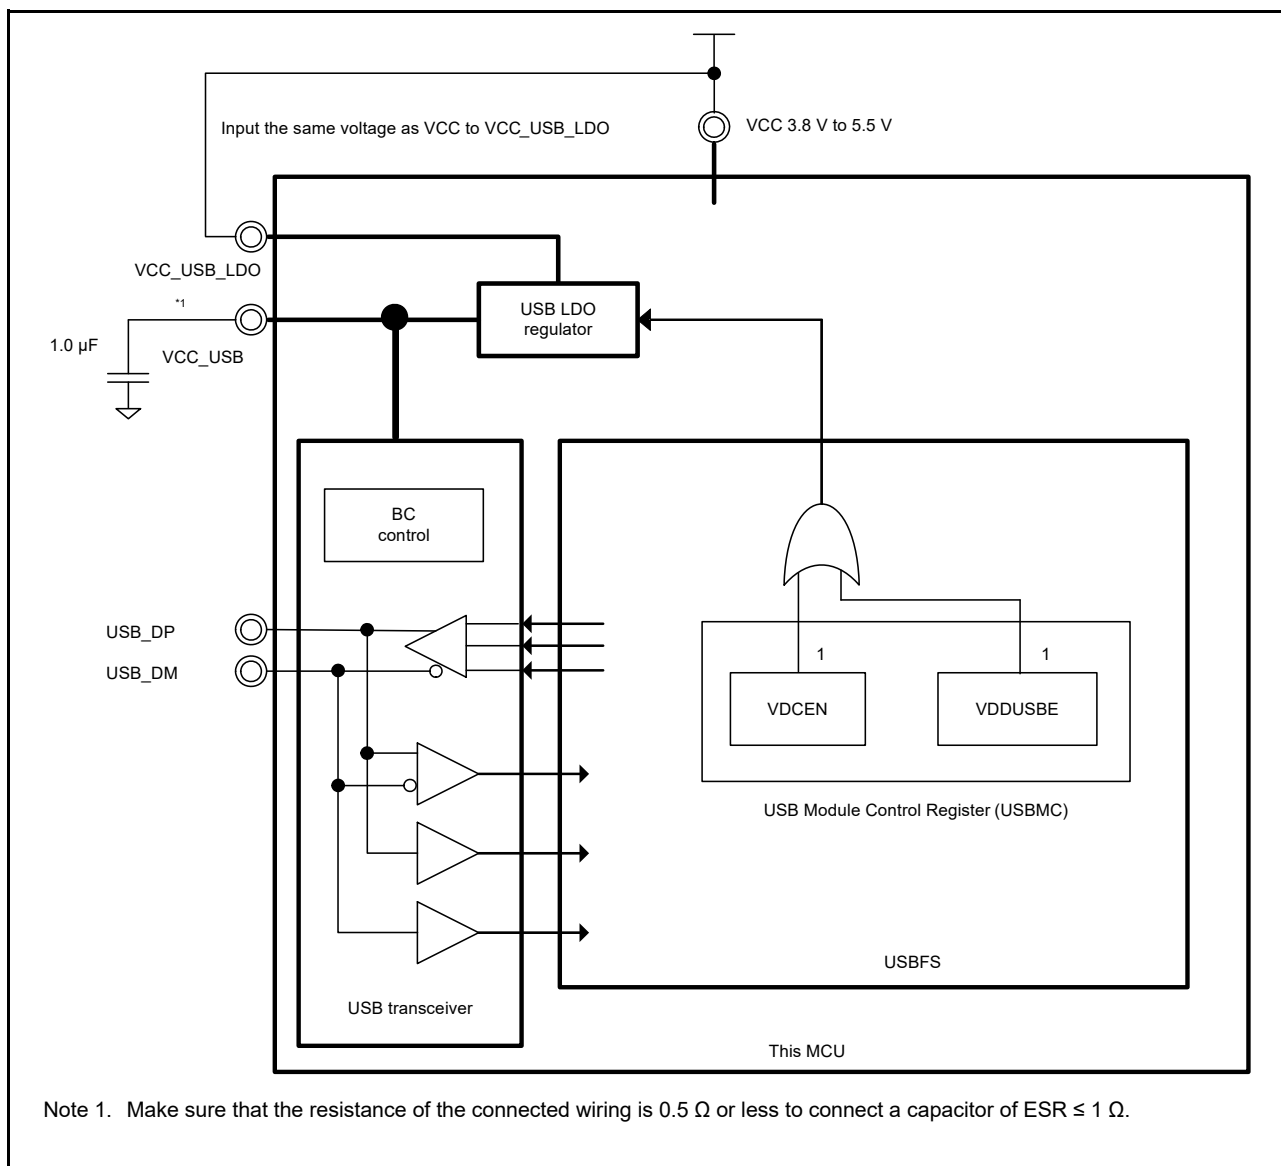 Input the same voltage as VCC to VCC_USB_LDO
VCC 3.8 V to 5.5 V
VCC_USB_LDO
*1
1.0 µF
VCC_USB
USB LDO
regulator
BC
control
USB_DP
USB_DM
1
1
VDCEN
VDDUSBE
USB Module Control Register (USBMC)
USBFS
USB transceiver
This MCU
Note 1. Make sure that the resistance of the connected wiring is 0.5 Ω or less to connect a capacitor of ESR ≤ 1 Ω.